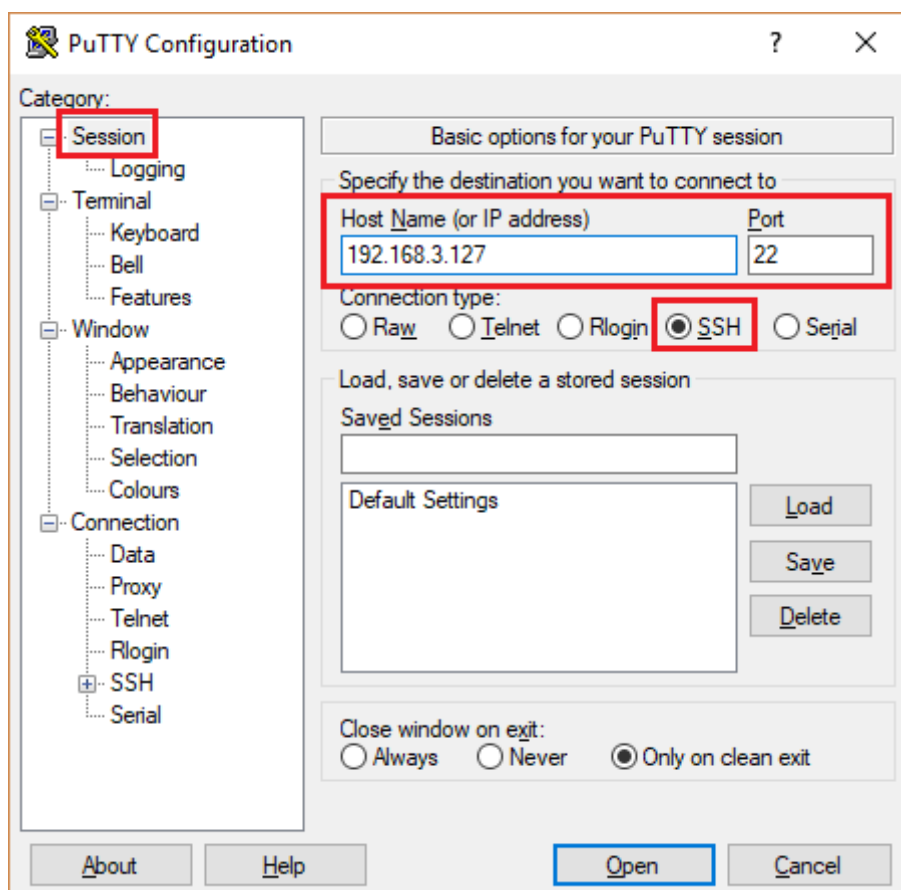 PuTTY Configuration
?
Category:
Session
Logging
Terminal
Keyboard
Bell
Features
Window
Appearance
Behaviour
Translation
Selection
Colours
Connection
Data
Proxy
Telnet
Rlogin
SSH
Serial
Basic options for your PuTTY session
Specify the destination you want to connect to
Host Name (or IP address) Port
192.168.3.127 22
Connection type:
Raw Telnet Rlogin SSH Serial
Load, save or delete a stored session
Saved Sessions
Default Settings
Load
Save
Delete
Close window on exit:
Always Never Only on clean exit
About Help Open Cancel